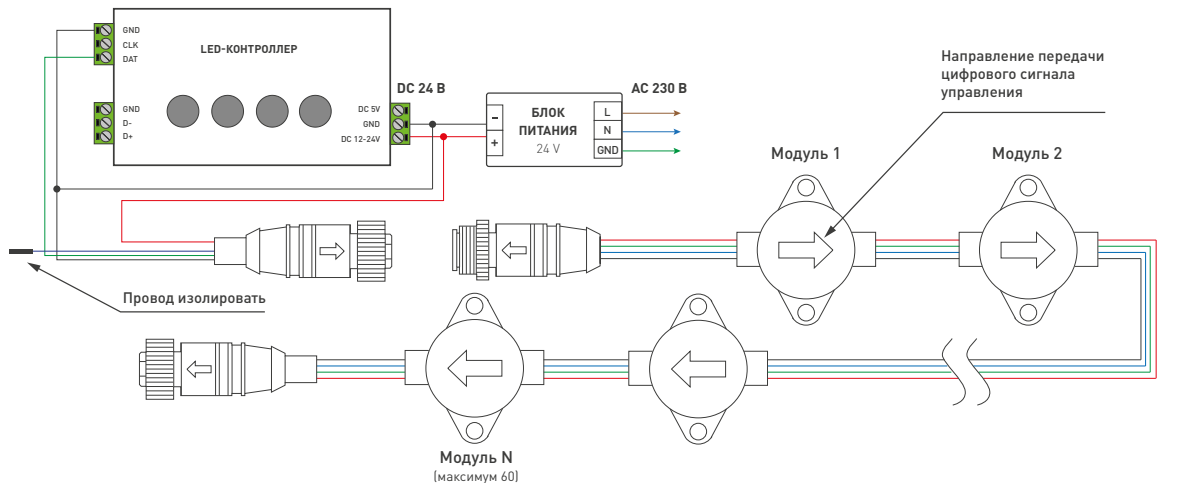 GND
CLK
DAT
LED-КОНТРОЛЛЕР
GND
D-
D+
DC 5V
GND
DC 12-24V
DC 24 В
–
+
БЛОК
ПИТАНИЯ
24 V
L
N
GND
AC 230 В
Направление передачи
цифрового сигнала
управления
Модуль 1
Модуль 2
Провод изолировать
Модуль N
(максимум 60)